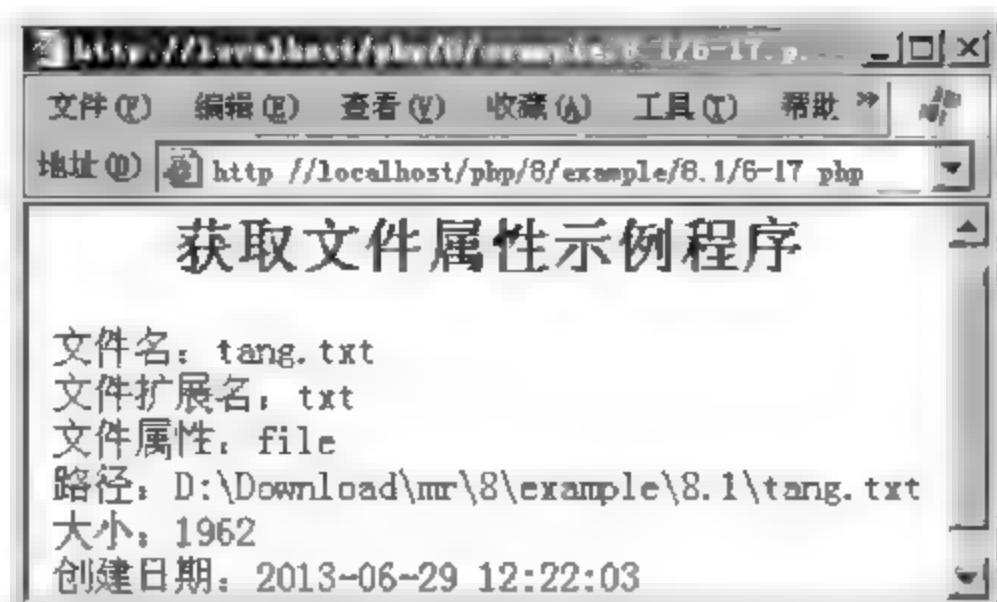 文件(F) 编辑(E) 查看(V) 收藏(A) 工具(T) 帮助 »
地址(D) http //localhost/php/8/example/8.1/6-17 php
获取文件属性示例程序
文件名：tang.txt
文件扩展名：txt
文件属性：file
路径：D:\Download\mr\8\example\8.1\tang.txt
大小：1962
创建日期：2013-06-29 12:22:03